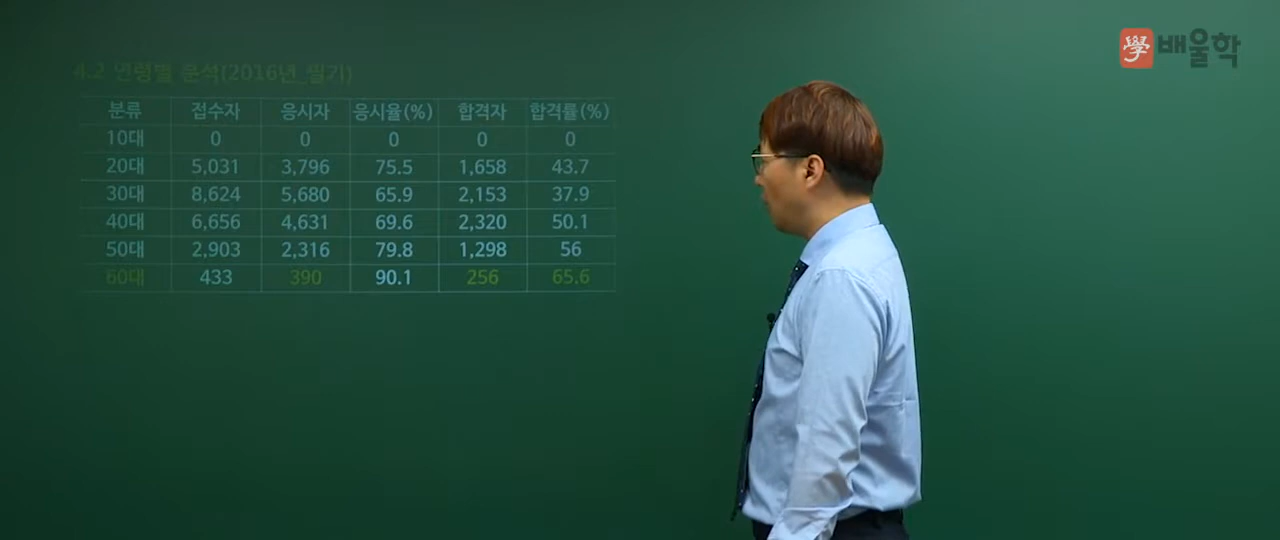 學 배울학
4.2 연령별 분석(2016년_필기)
분류 접수자 응시자 응시율(%) 합격자 합격률(%)
10대 0 0 0 0 0
20대 5,031 3,796 75.5 1,658 43.7
30대 8,624 5,680 65.9 2,153 37.9
40대 6,656 4,631 69.6 2,320 50.1
50대 2,903 2,316 79.8 1,298 56
60대 433 390 90.1 256 65.6